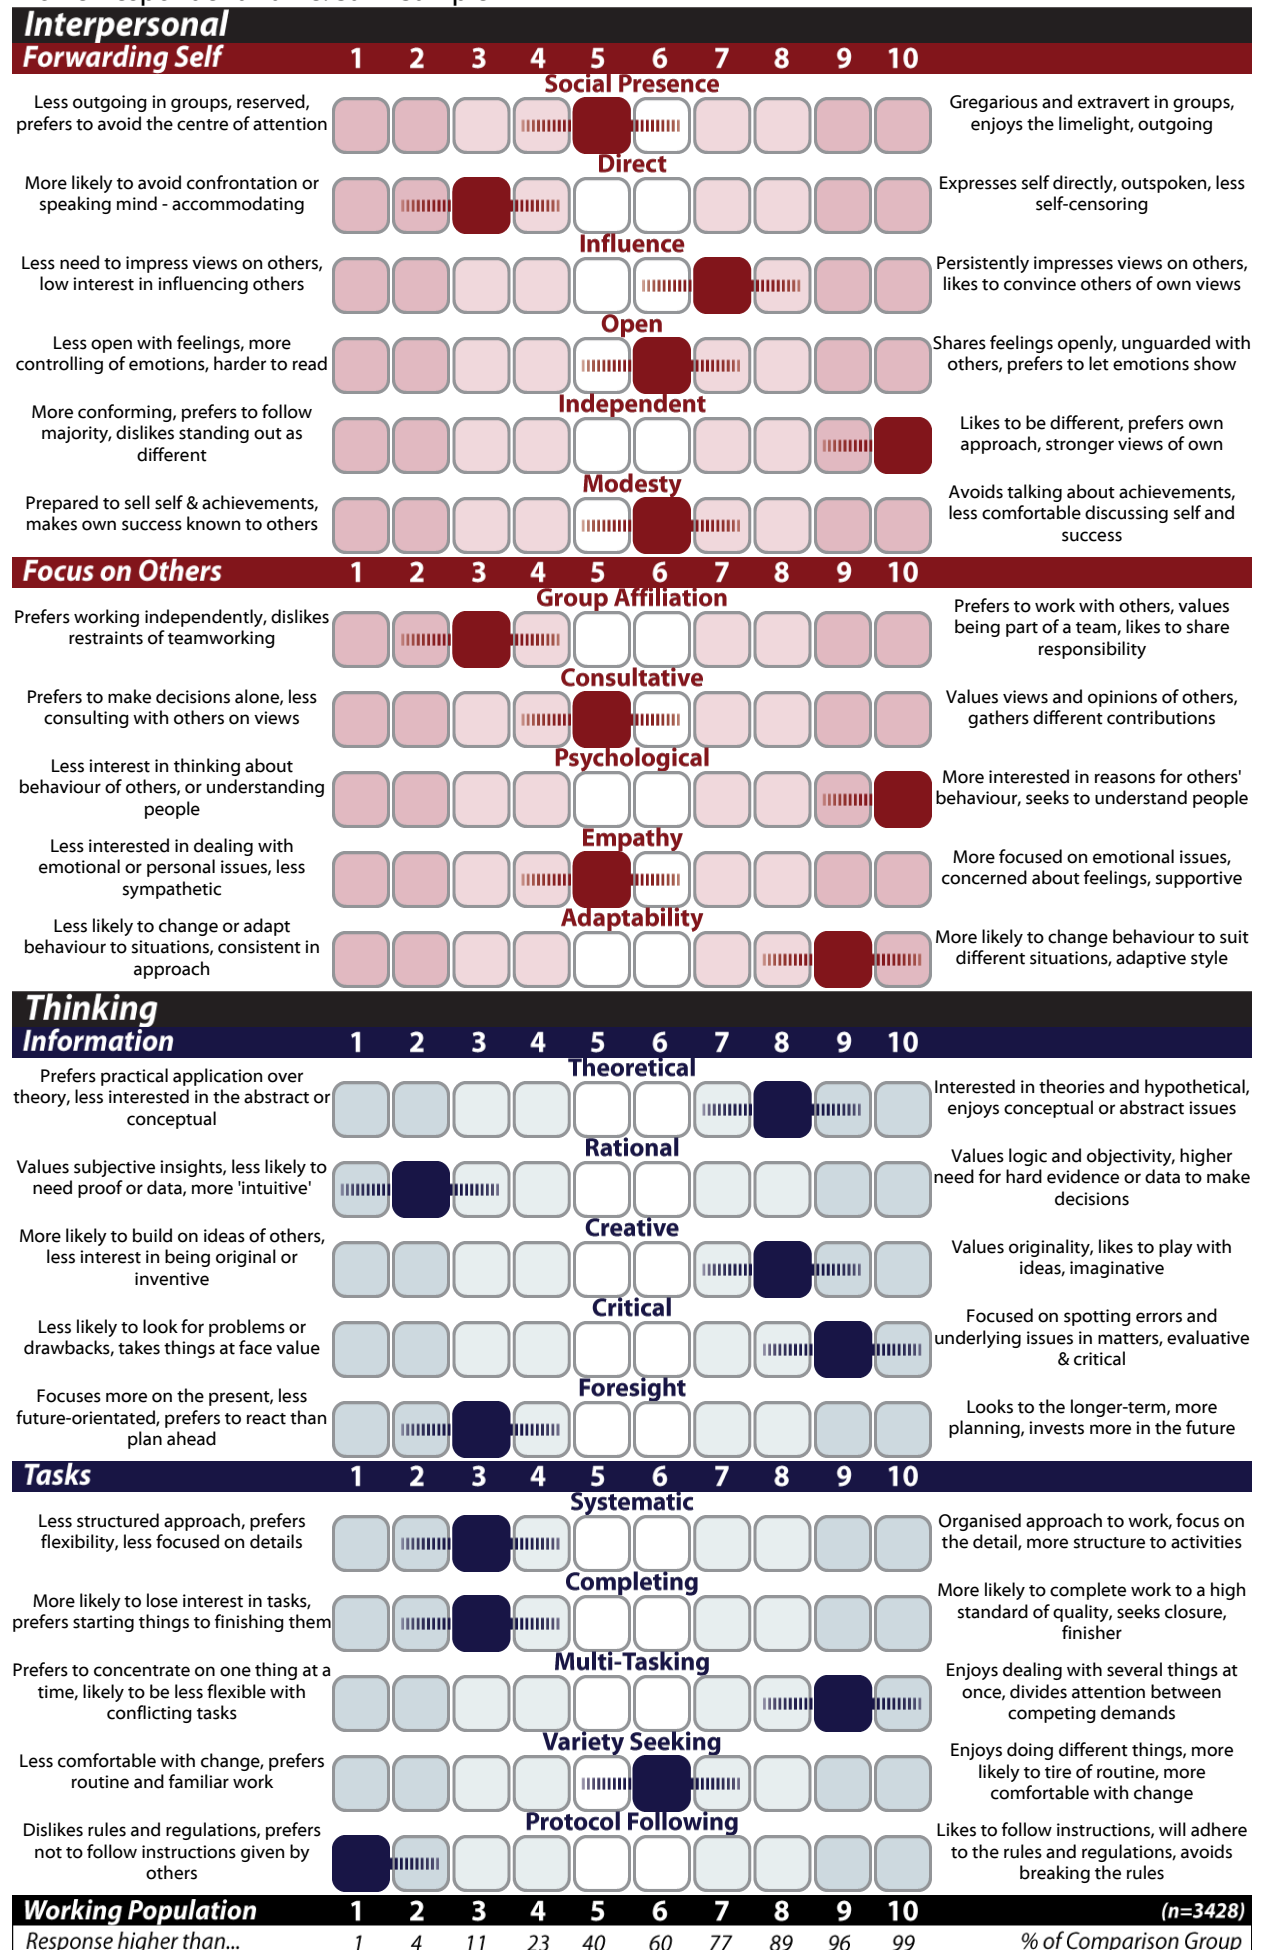 Interpersonal
Forwarding Self 1 2 3 4 5 6 7 8 9 10
Social Presence
Less outgoing in groups, reserved,
prefers to avoid the centre of attention
Gregarious and extravert in groups,
enjoys the limelight, outgoing
Direct
More likely to avoid confrontation or
speaking mind - accommodating
Expresses self directly, outspoken, less
self-censoring
Influence
Less need to impress views on others,
low interest in influencing others
Persistently impresses views on others,
likes to convince others of own views
Open
Less open with feelings, more
controlling of emotions, harder to read
Shares feelings openly, unguarded with
others, prefers to let emotions show
Independent
More conforming, prefers to follow
majority, dislikes standing out as
different
Likes to be different, prefers own
approach, stronger views of own
Modesty
Prepared to sell self & achievements,
makes own success known to others
Avoids talking about achievements,
less comfortable discussing self and
success
Focus on Others 1 2 3 4 5 6 7 8 9 10
Group Affiliation
Prefers working independently, dislikes
restraints of teamworking
Prefers to work with others, values
being part of a team, likes to share
responsibility
Consultative
Prefers to make decisions alone, less
consulting with others on views
Values views and opinions of others,
gathers different contributions
Psychological
Less interest in thinking about
behaviour of others, or understanding
people
More interested in reasons for others'
behaviour, seeks to understand people
Empathy
Less interested in dealing with
emotional or personal issues, less
sympathetic
More focused on emotional issues,
concerned about feelings, supportive
Adaptability
Less likely to change or adapt
behaviour to situations, consistent in
approach
More likely to change behaviour to suit
different situations, adaptive style
Thinking
Information 1 2 3 4 5 6 7 8 9 10
Theoretical
Prefers practical application over
theory, less interested in the abstract or
conceptual
Interested in theories and hypothetical,
enjoys conceptual or abstract issues
Rational
Values subjective insights, less likely to
need proof or data, more 'intuitive'
Values logic and objectivity, higher
need for hard evidence or data to make
decisions
Creative
More likely to build on ideas of others,
less interest in being original or
inventive
Values originality, likes to play with
ideas, imaginative
Critical
Less likely to look for problems or
drawbacks, takes things at face value
Focused on spotting errors and
underlying issues in matters, evaluative
& critical
Foresight
Focuses more on the present, less
future-orientated, prefers to react than
plan ahead
Looks to the longer-term, more
planning, invests more in the future
Tasks 1 2 3 4 5 6 7 8 9 10
Systematic
Less structured approach, prefers
flexibility, less focused on details
Organised approach to work, focus on
the detail, more structure to activities
Completing
More likely to lose interest in tasks,
prefers starting things to finishing them
More likely to complete work to a high
standard of quality, seeks closure,
finisher
Multi-Tasking
Prefers to concentrate on one thing at a
time, likely to be less flexible with
conflicting tasks
Enjoys dealing with several things at
once, divides attention between
competing demands
Variety Seeking
Less comfortable with change, prefers
routine and familiar work
Enjoys doing different things, more
likely to tire of routine, more
comfortable with change
Protocol Following
Dislikes rules and regulations, prefers
not to follow instructions given by
others
Likes to follow instructions, will adhere
to the rules and regulations, avoids
breaking the rules
Working Population 1 2 3 4 5 6 7 8 9 10 (n=3428)
Response higher than... 1 4 11 23 40 60 77 89 96 99 % of Comparison Group